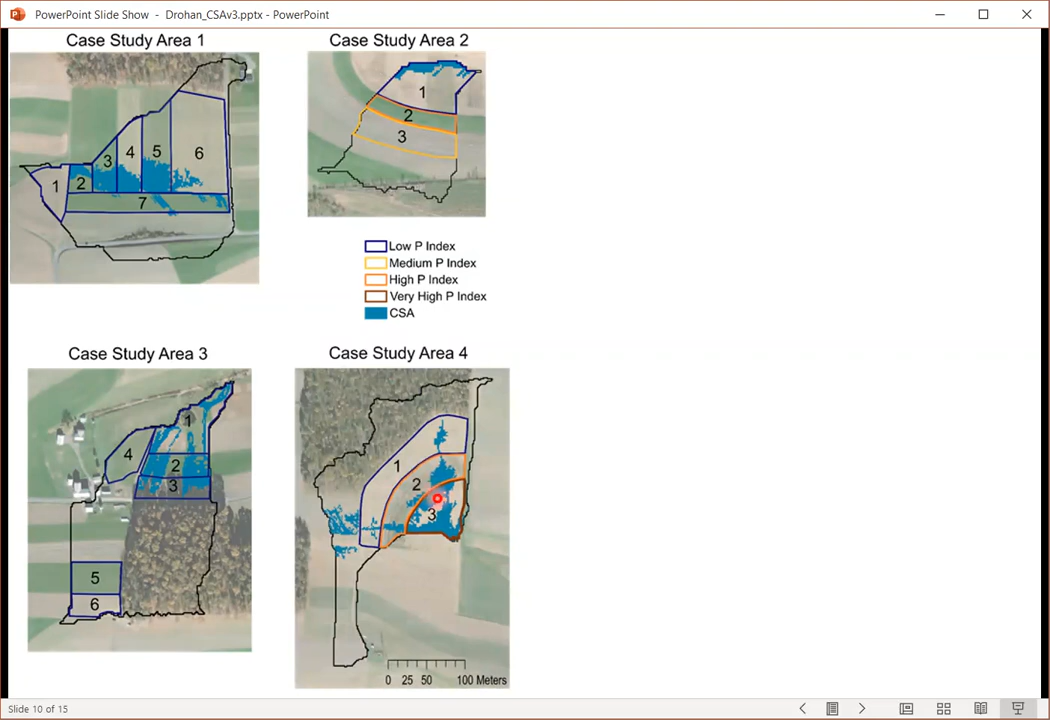 PowerPoint Slide Show - Drohan_CSAv3.pptx - PowerPoint
Case Study Area 1
1
2
3
4
5
6
7
Case Study Area 2
1
2
3
Low P Index
Medium P Index
High P Index
Very High P Index
CSA
Case Study Area 3
1
2
3
4
5
6
Case Study Area 4
1
2
3
0 25 50 100 Meters
Slide 10 of 15